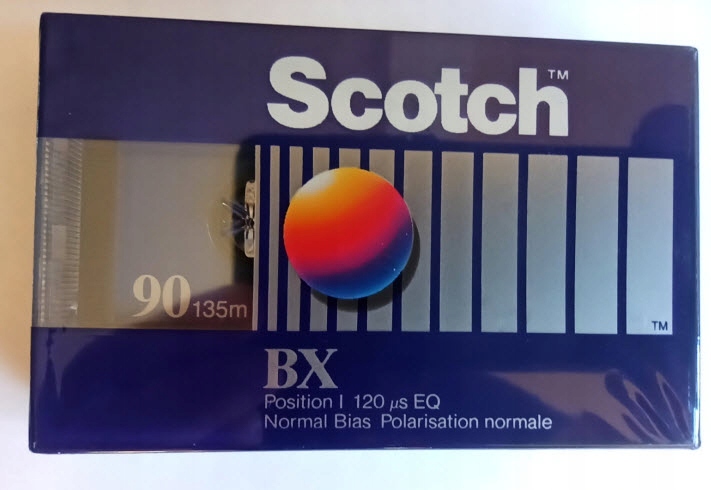 Scotch™
90 135m
TM
BX
Position I 120 µs EQ
Normal Bias Polarisation normale